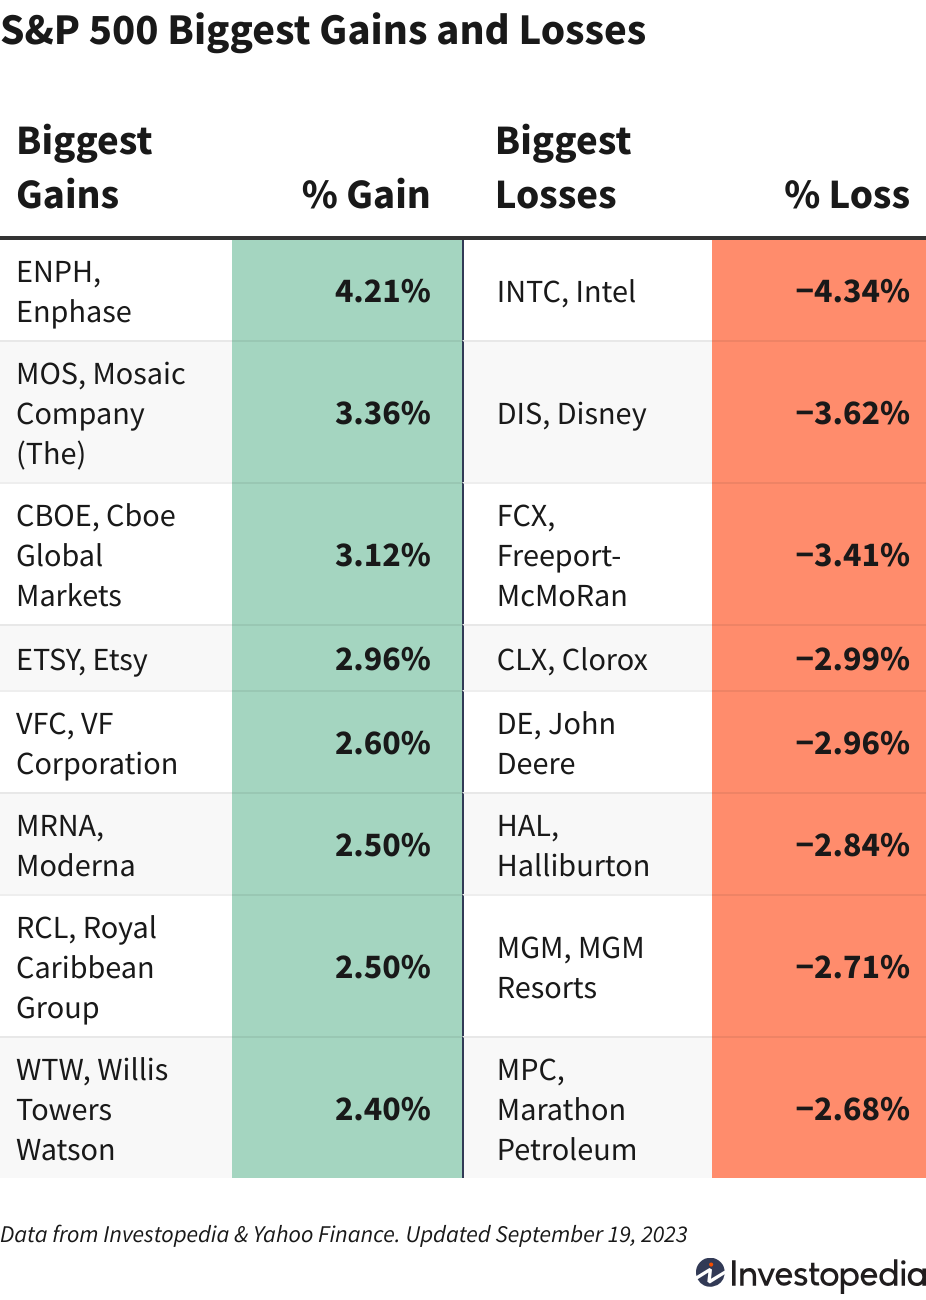 S&P 500 Biggest Gains and Losses
Biggest
Gains
% Gain
Biggest
Losses
% Loss
ENPH,
Enphase
4.21%
INTC, Intel
−4.34%
MOS, Mosaic
Company
(The)
3.36%
DIS, Disney
−3.62%
CBOE, Cboe
Global
Markets
3.12%
FCX,
Freeport-
McMoRan
−3.41%
ETSY, Etsy
2.96%
CLX, Clorox
−2.99%
VFC, VF
Corporation
2.60%
DE, John
Deere
−2.96%
MRNA,
Moderna
2.50%
HAL,
Halliburton
−2.84%
RCL, Royal
Caribbean
Group
2.50%
MGM, MGM
Resorts
−2.71%
WTW, Willis
Towers
Watson
2.40%
MPC,
Marathon
Petroleum
−2.68%
Data from Investopedia & Yahoo Finance. Updated September 19, 2023
Investopedia